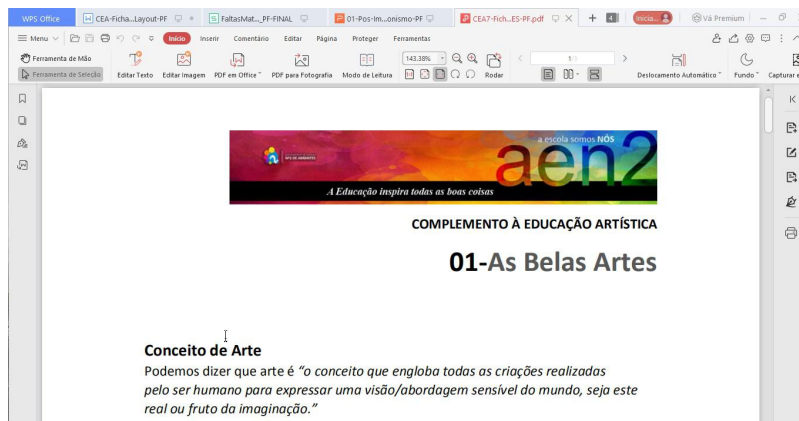 WPS Office
CEA-Ficha...Layout-PF
FaltasMat..._PF-FINAL
01-Pos-Im...onismo-PF
CEA7-Fich...ES-PF.pdf
4
Inicia...
Vá Premium
Menu
Início
Inserir
Comentário
Editar
Página
Proteger
Ferramentas
Ferramenta de Mão
143.38%
1/3
Ferramenta de Seleção
Editar Texto
Editar Imagem
PDF em Office
PDF para Fotografia
Modo de Leitura
Rodar
Deslocamento Automático
Fundo
Capturar e
a escola somos NÓS
aen2
A Educação inspira todas as boas coisas
COMPLEMENTO À EDUCAÇÃO ARTÍSTICA
01-As Belas Artes
Conceito de Arte
Podemos dizer que arte é “o conceito que engloba todas as criações realizadas
pelo ser humano para expressar uma visão/abordagem sensível do mundo, seja este
real ou fruto da imaginação.”